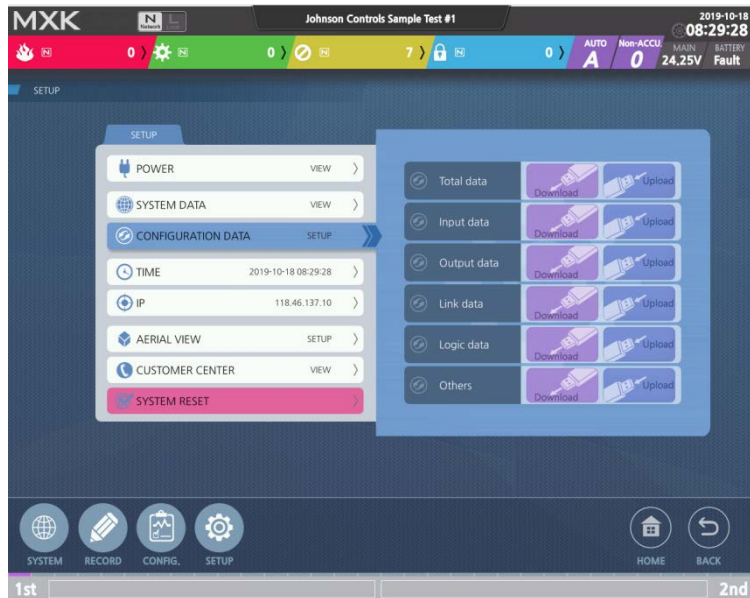 MXK
N
Network
L
Johnson Controls Sample Test #1
2019-10-18
08:29:28
N 0
N 0
N 7
N 0
AUTO
A
Non-ACCU
0
MAIN
24.25V
BATTERY
Fault
SETUP
SETUP
POWER VIEW
SYSTEM DATA VIEW
CONFIGURATION DATA SETUP
TIME 2019-10-18 08:29:28
IP 118.46.137.10
AERIAL VIEW SETUP
CUSTOMER CENTER VIEW
SYSTEM RESET
Total data Download Upload
Input data Download Upload
Output data Download Upload
Link data Download Upload
Logic data Download Upload
Others Download Upload
SYSTEM RECORD CONFIG. SETUP HOME BACK
1st 2nd